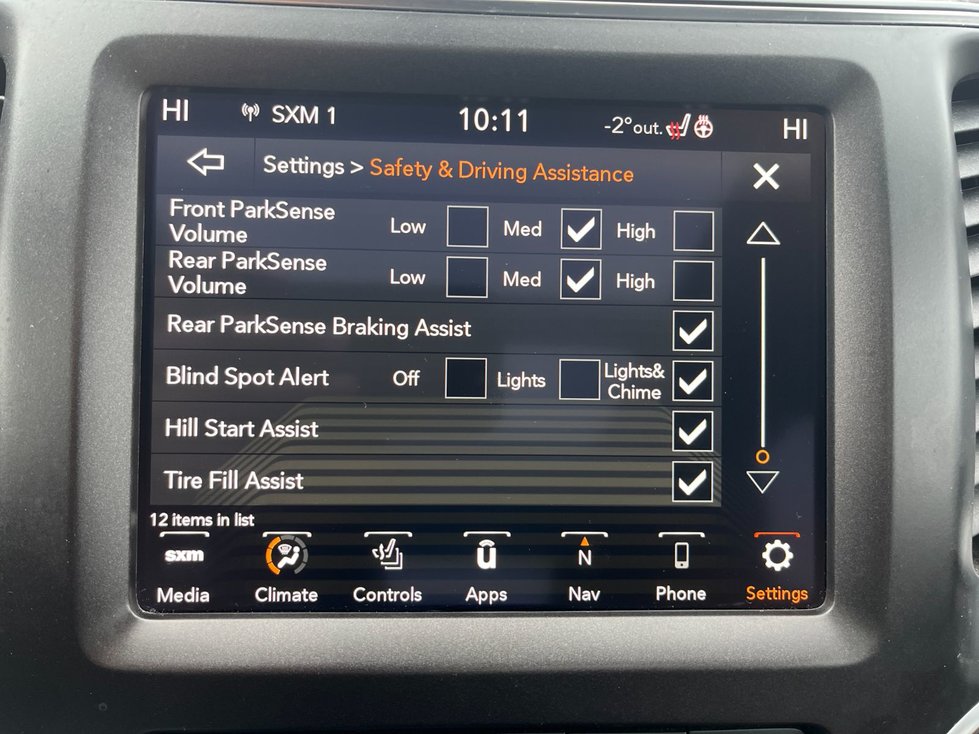 HI SXM 1 10:11 -2°out. HI
Settings > Safety & Driving Assistance
Front ParkSense
Volume Low Med High
Rear ParkSense
Volume Low Med High
Rear ParkSense Braking Assist
Blind Spot Alert Off Lights Lights&
Chime
Hill Start Assist
Tire Fill Assist
12 items in list
sxm ū N
Media Climate Controls Apps Nav Phone Settings